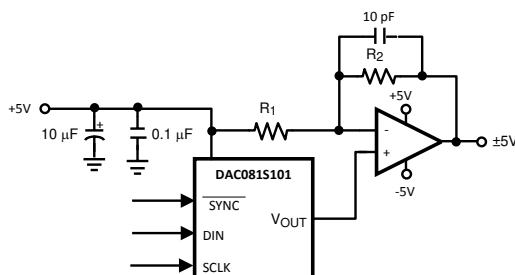 10 pF
R2
+5V
R1
+5V
10 µF
+
0.1 µF
-
+
±5V
-5V
DAC081S101
SYNC
VOUT
DIN
SCLK